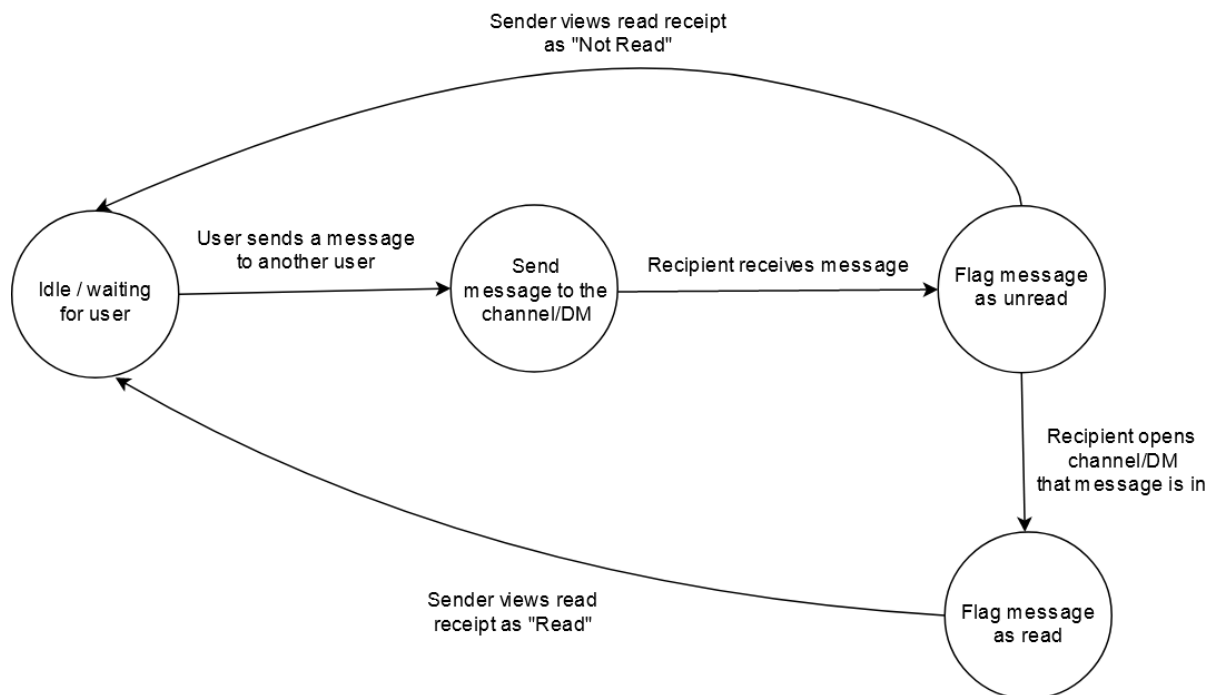 Sender views read receipt
as "Not Read"
User sends a message
to another user
Idle / waiting
for user
Send
message to the
channel/DM
Recipient receives message
Flag message
as unread
Recipient opens
channel/DM
that message is in
Sender views read
receipt as "Read"
Flag message
as read